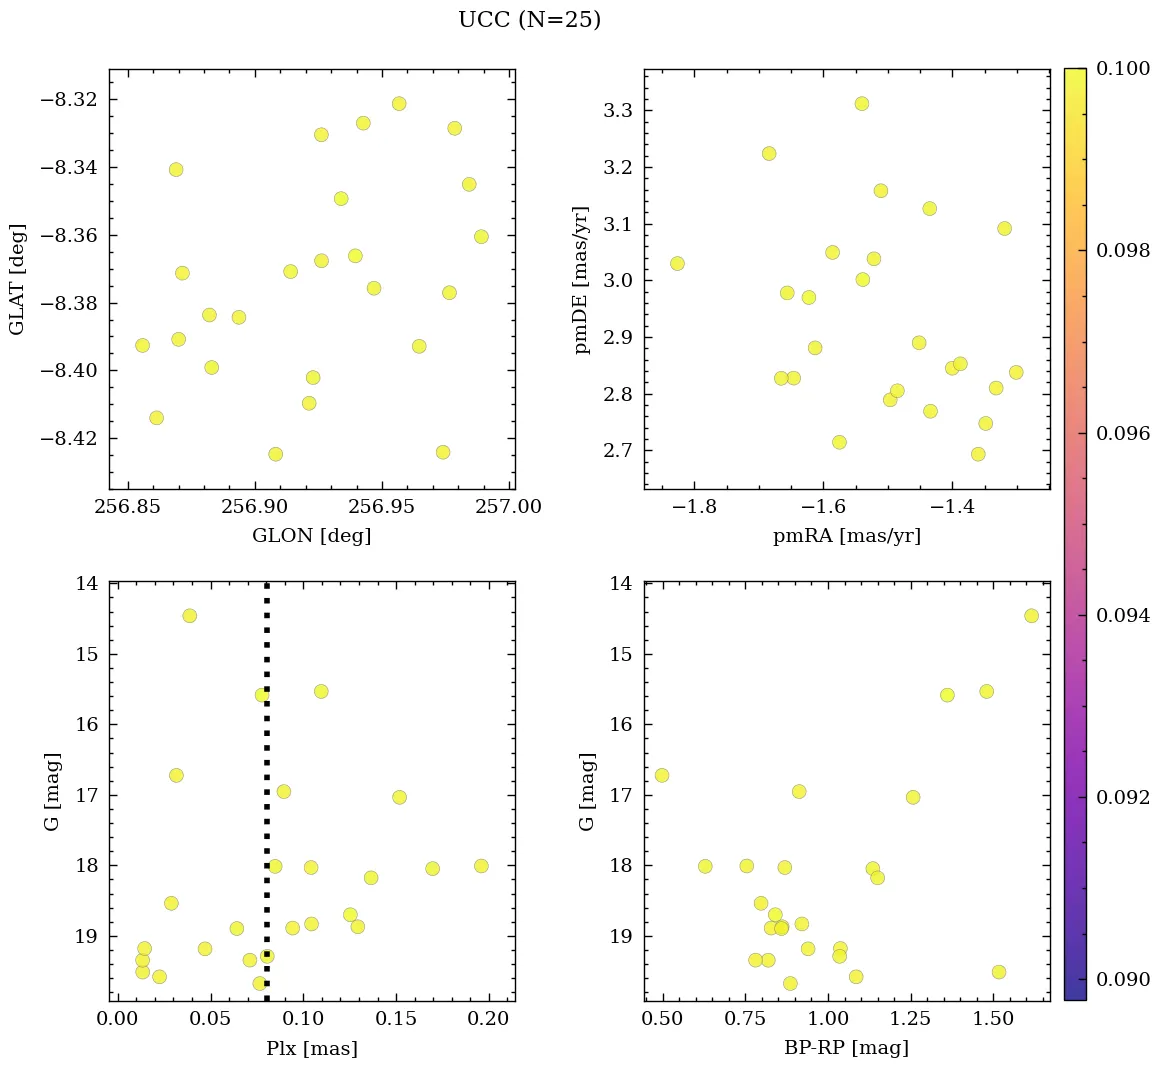 UCC (N=25)
−8.32
−8.34
−8.36
−8.38
−8.40
−8.42
GLAT [deg]
256.85 256.90 256.95 257.00
GLON [deg]
3.3
3.2
3.1
3.0
2.9
2.8
2.7
pmDE [mas/yr]
−1.8 −1.6 −1.4
pmRA [mas/yr]
14
15
16
17
18
19
G [mag]
0.00 0.05 0.10 0.15 0.20
Plx [mas]
14
15
16
17
18
19
G [mag]
0.50 0.75 1.00 1.25 1.50
BP-RP [mag]
0.100
0.098
0.096
0.094
0.092
0.090